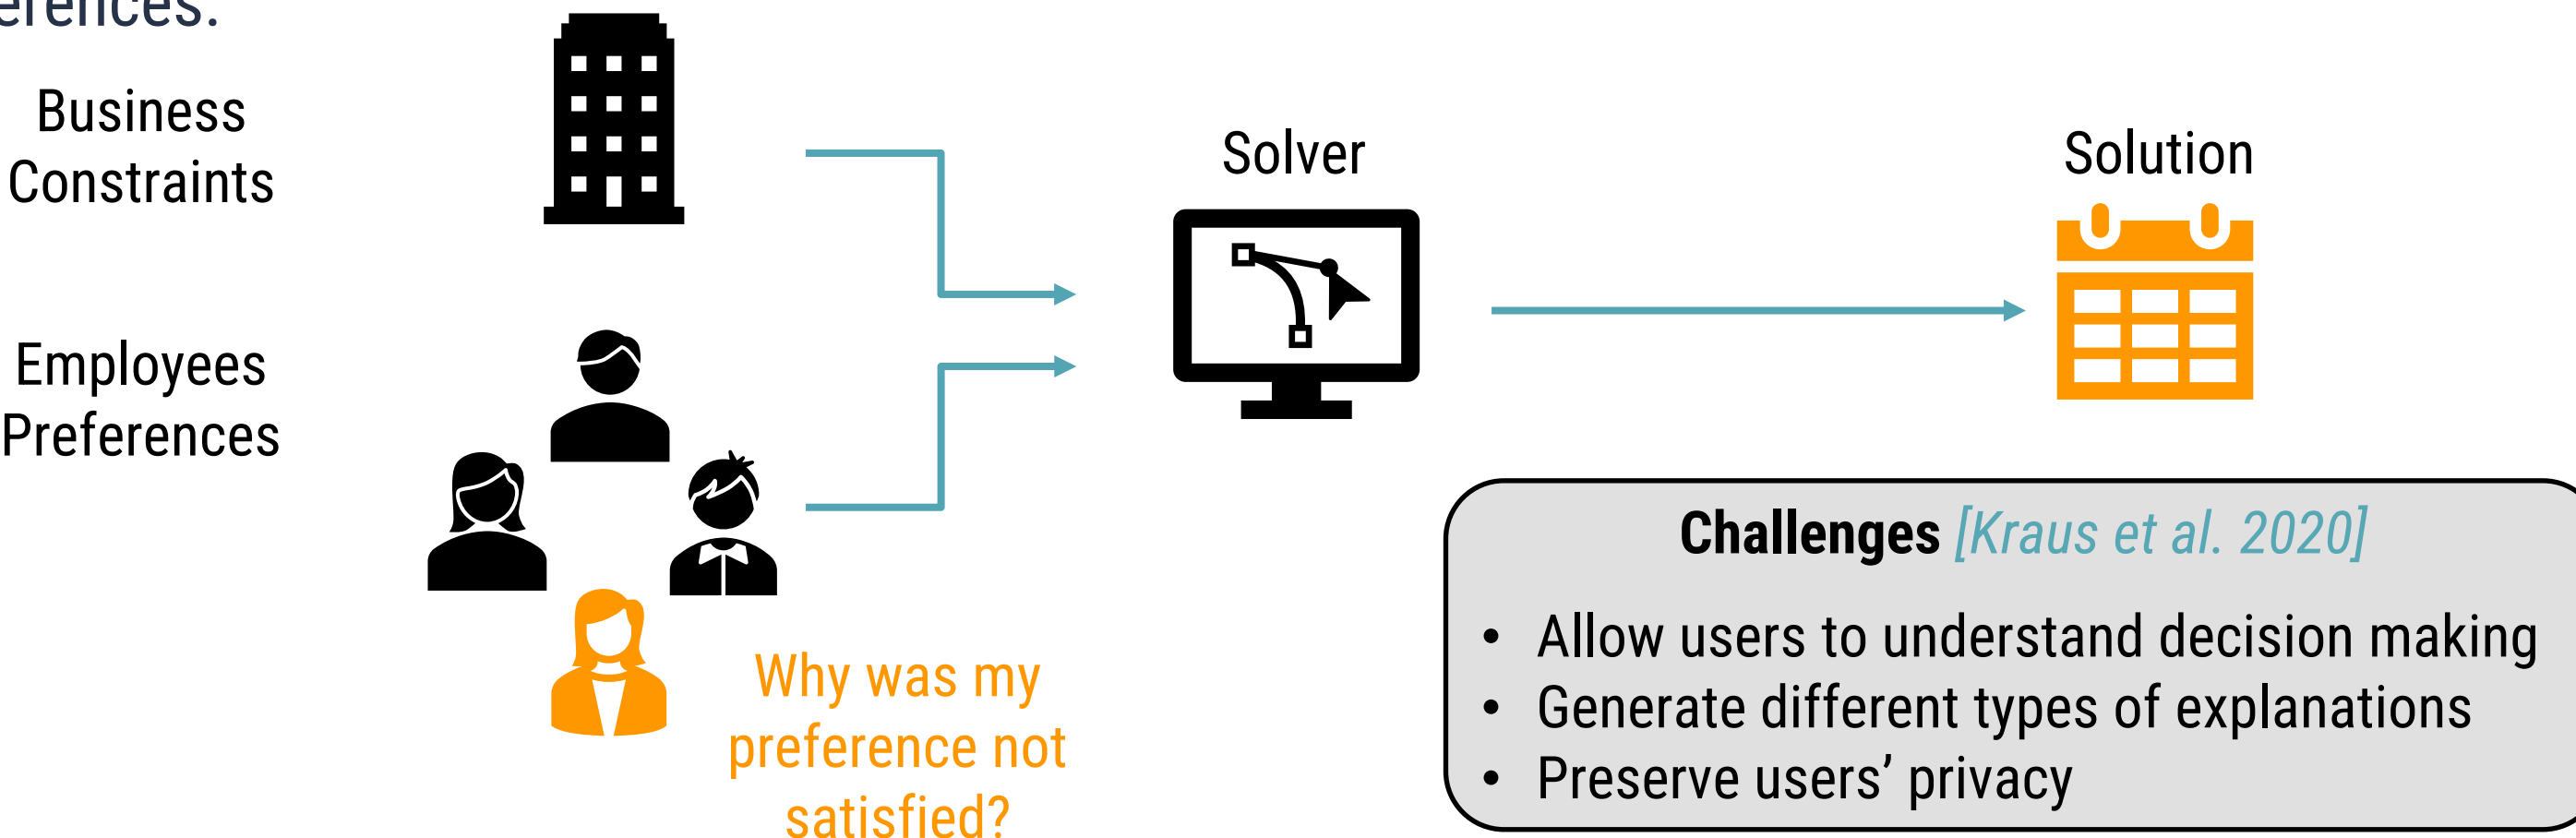 erences.
Business
Constraints
Solver
Solution
Employees
Preferences
Why was my
preference not
satisfied?
Challenges [Kraus et al. 2020]
• Allow users to understand decision making
• Generate different types of explanations
• Preserve users’ privacy